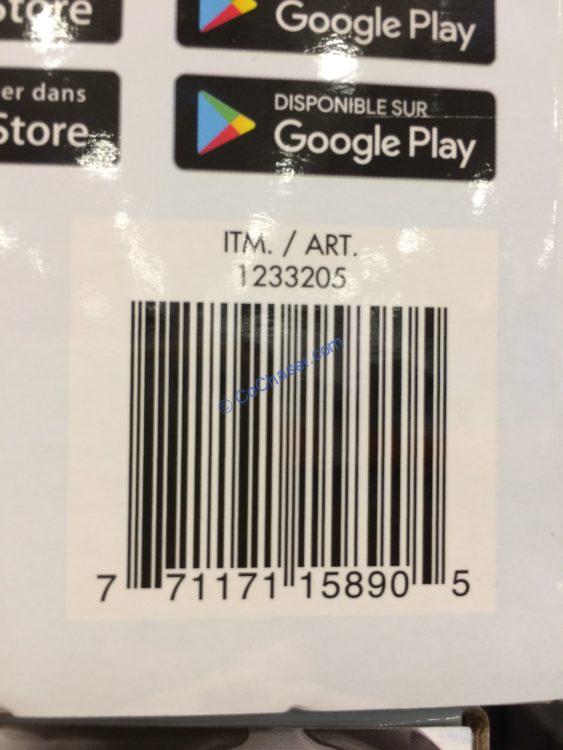 Store
Google Play
er dans
Store
DISPONIBLE SUR
Google Play
ITM. / ART.
1233205
© CoChaser.com
7 71171 15890 5